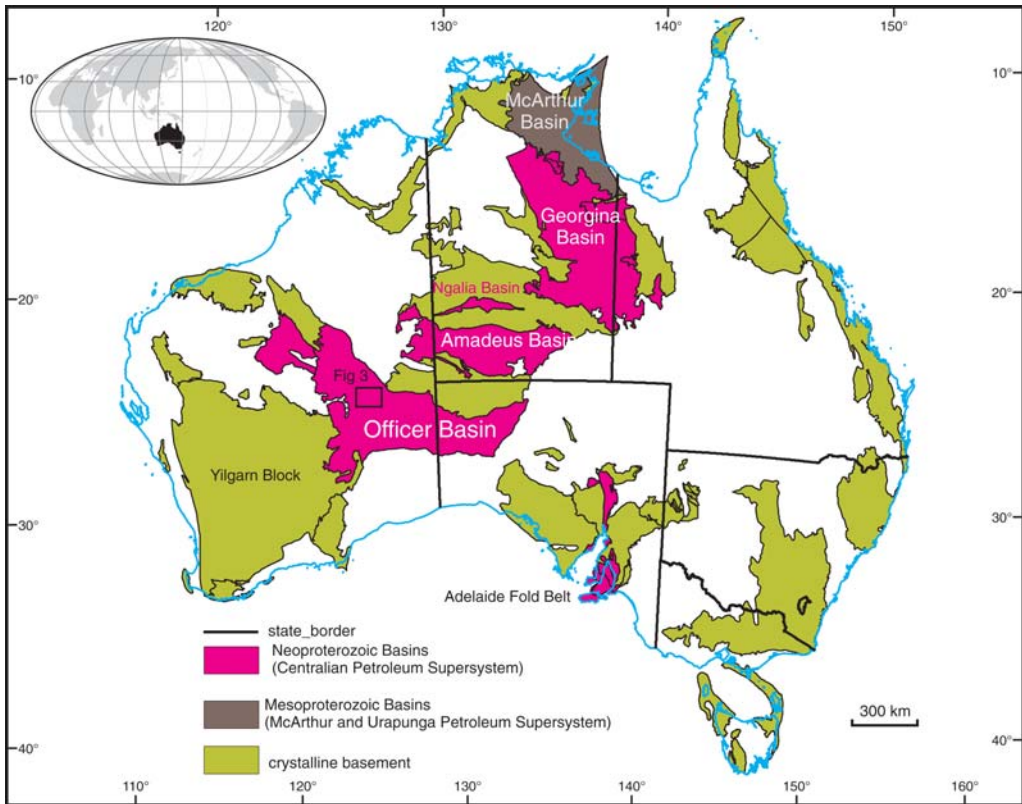 120°
130°
140°
150°
10°
10°
McArthur
Basin
Georgina
Basin
20°
Ngalia Basin
20°
Amadeus Basin
Fig 3
Officer Basin
Yilgarn Block
30°
30°
Adelaide Fold Belt
state_border
Neoproterozoic Basins
(Centralian Petroleum Supersystem)
Mesoproterozoic Basins
(McArthur and Urapunga Petroleum Supersystem)
300 km
40°
40°
crystalline basement
110°
130°
140°
150°
160°